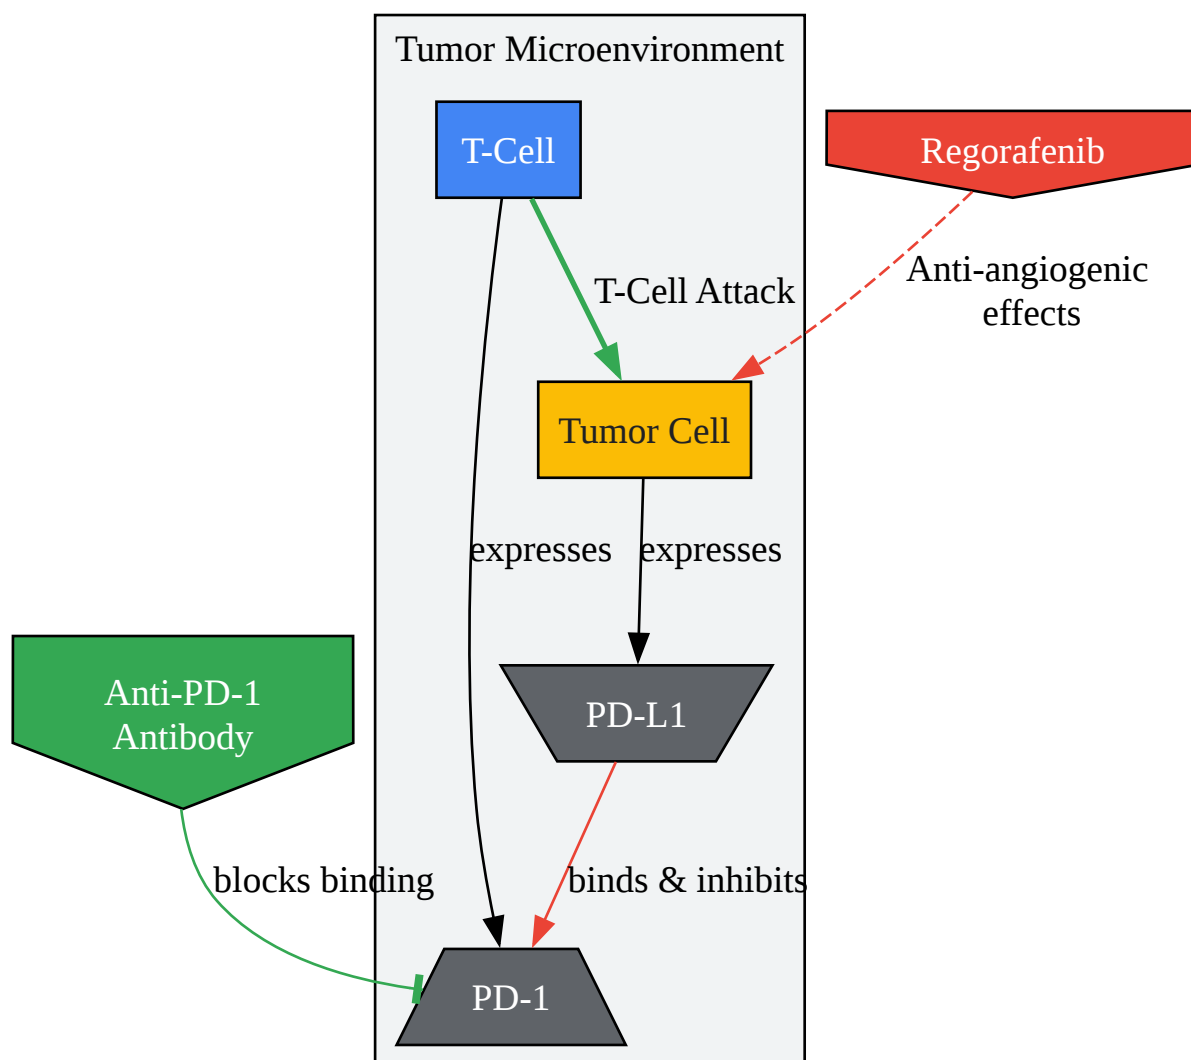 Tumor Microenvironment
T-Cell
Regorafenib
Anti-angiogenic
effects
T-Cell Attack
Tumor Cell
expresses
expresses
Anti-PD-1
Antibody
PD-L1
blocks binding
binds & inhibits
PD-1